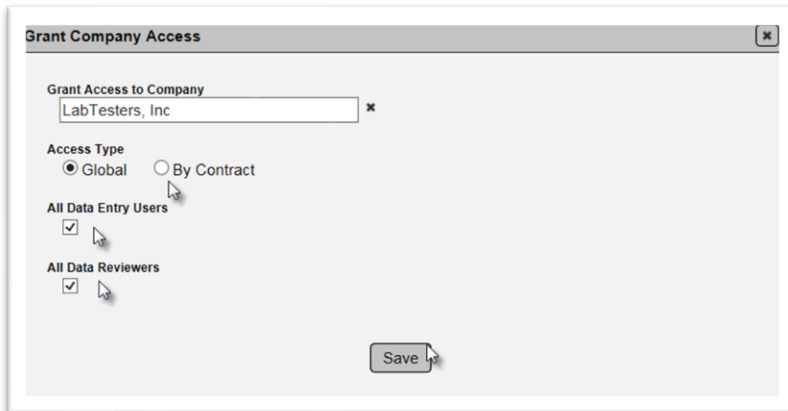 Grant Company Access
Grant Access to Company
LabTesters, Inc
Access Type
Global By Contract
All Data Entry Users
All Data Reviewers
Save